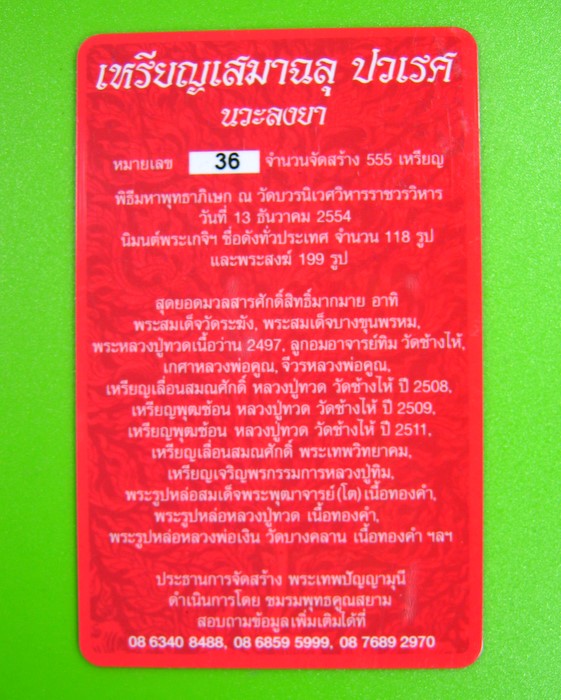 เหรียญเสมาฉลุ ปวเรศ
นวะลงยา
หมายเลข 36 จำนวนจัดสร้าง 555 เหรียญ
พิธีมหาพุทธาภิเษก ณ วัดบวรนิเวศวิหารราชวรวิหาร
วันที่ 13 ธันวาคม 2554
นิมนต์พระเกจิฯ ชื่อดังทั่วประเทศ จำนวน 118 รูป
และพระสงฆ์ 199 รูป
สุดยอดมวลสารศักดิ์สิทธิ์มากมาย อาทิ
พระสมเด็จวัดระฆัง, พระสมเด็จบางขุนพรหม,
พระหลวงปู่ทวดเนื้อว่าน 2497, ลูกอมอาจารย์ทิม วัดช้างไห้,
เกศาหลวงพ่อคูณ, จีวรหลวงพ่อคูณ,
เหรียญเลื่อนสมณศักดิ์ หลวงปู่ทวด วัดช้างไห้ ปี 2508,
เหรียญพุฒซ้อน หลวงปู่ทวด วัดช้างไห้ ปี 2509,
เหรียญพุฒซ้อน หลวงปู่ทวด วัดช้างไห้ ปี 2511,
เหรียญเลื่อนสมณศักดิ์ พระเทพวิทยาคม,
เหรียญเจริญพรกรรมการหลวงปู่ทิม,
พระรูปหล่อสมเด็จพระพุฒาจารย์(โต)เนื้อทองคำ,
พระรูปหล่อหลวงปู่ทวด เนื้อทองคำ,
พระรูปหล่อหลวงพ่อเงิน วัดบางคลาน เนื้อทองคำ ฯลฯ
ประธานการจัดสร้าง พระเทพปัญญามุนี
ดำเนินการโดย ชมรมพุทธคูณสยาม
สอบถามข้อมูลเพิ่มเติมได้ที่
08 6340 8488, 08 6859 5999, 08 7689 2970